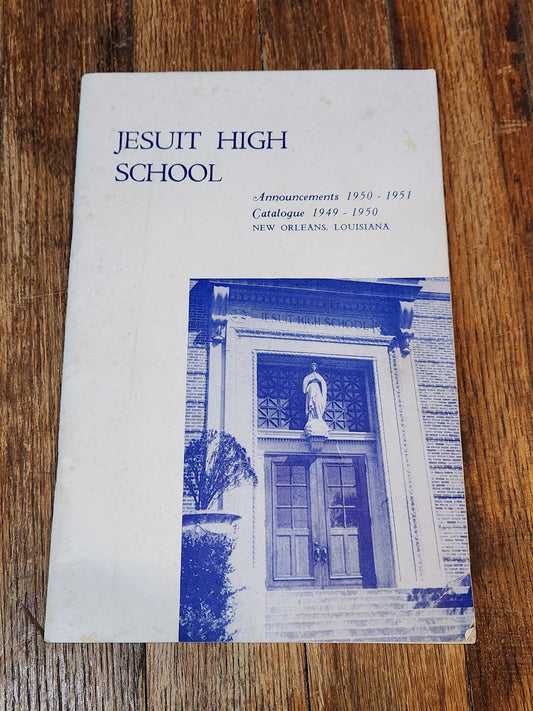 JESUIT HIGH
SCHOOL
Announcements 1950 - 1951
Catalogue 1949 - 1950
NEW ORLEANS, LOUISIANA
JESUIT HIGH SCHOOL